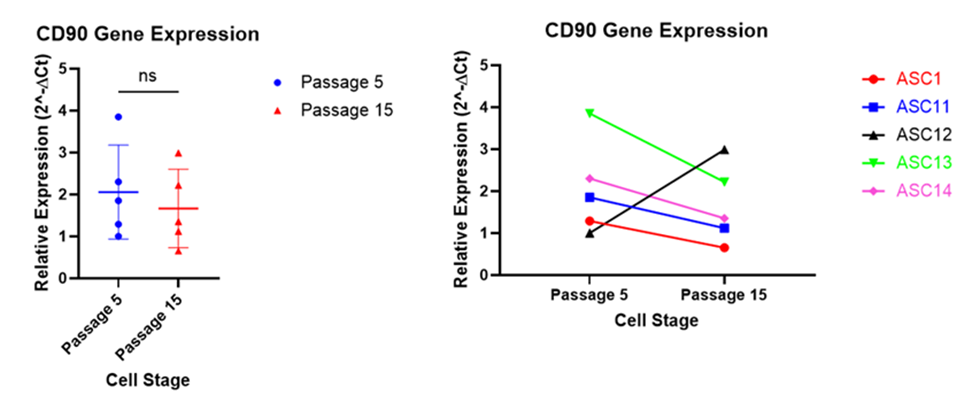 CD90 Gene Expression
Relative Expression (2^-ΔCt)
5
4
3
2
1
0
ns
Passage 5
Passage 15
Passage 5
Passage 15
Cell Stage
CD90 Gene Expression
Relative Expression (2^-ΔCt)
5
4
3
2
1
0
Passage 5
Passage 15
Cell Stage
ASC1
ASC11
ASC12
ASC13
ASC14